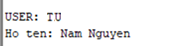 USER: TU
Ho ten: Nam Nguyen